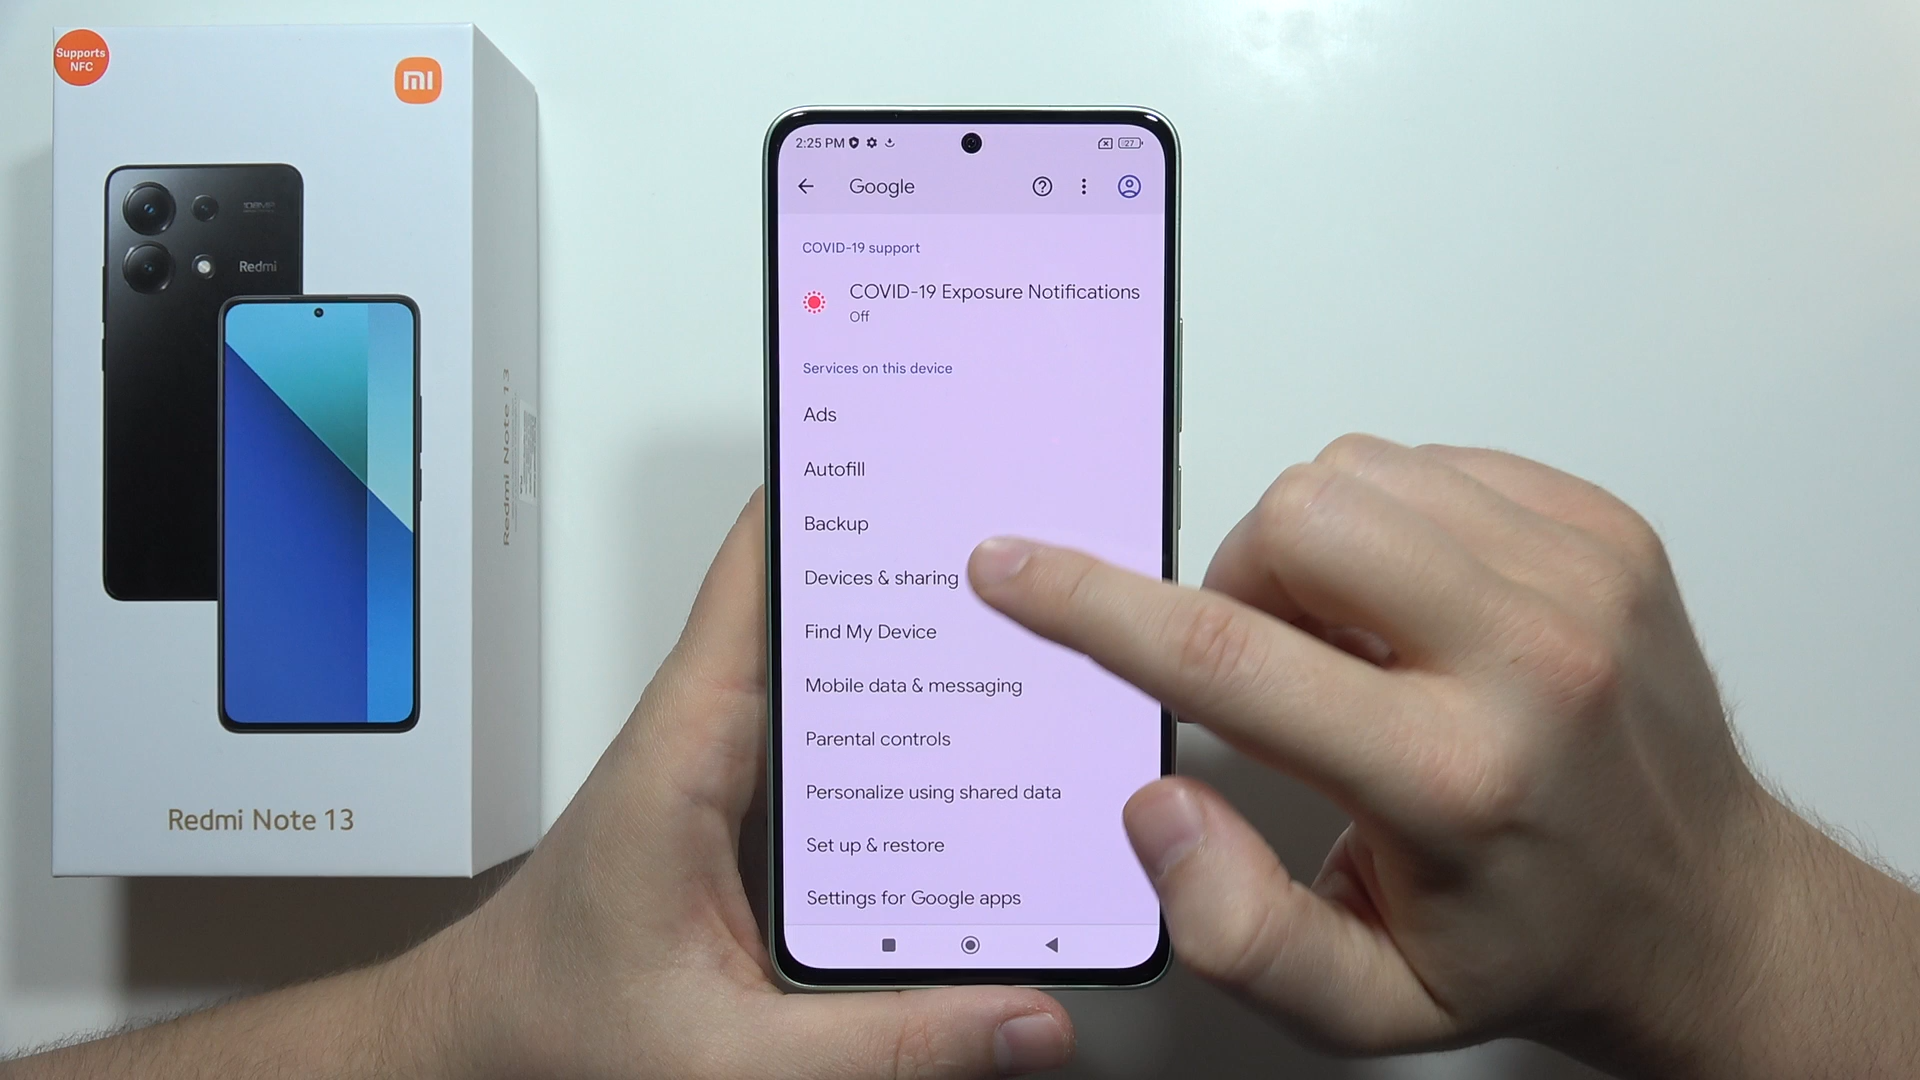 Supports
NFC
mi
108MP
Redmi
Redmi Note 13
Redmi Note 13
2:25 PM
27
Google
COVID-19 support
COVID-19 Exposure Notifications
Off
Services on this device
Ads
Autofill
Backup
Devices & sharing
Find My Device
Mobile data & messaging
Parental controls
Personalize using shared data
Set up & restore
Settings for Google apps